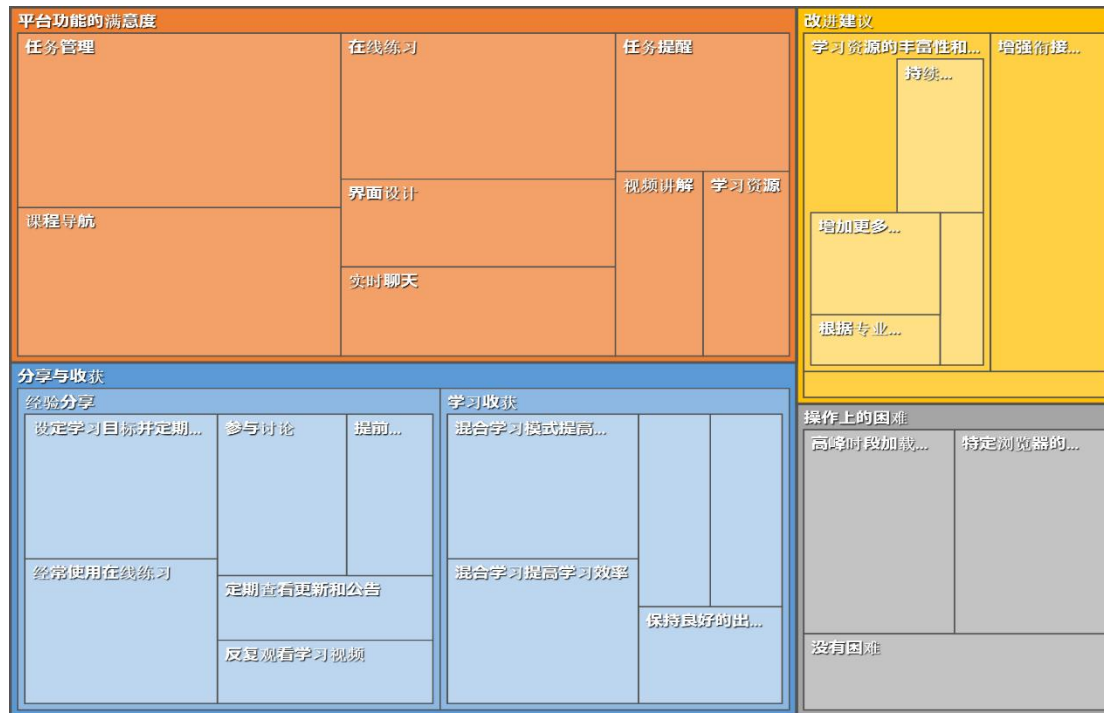 平台功能的满意度
任务管理
在线练习
任务提醒
课程导航
界面设计
实时聊天
视频讲解
学习资源
改进建议
学习资源的丰富性和...
增强衔接...
持续...
增加更多...
根据专业...
分享与收获
经验分享
设定学习目标并定期...
参与讨论
提前...
经常使用在线练习
定期查看更新和公告
反复观看学习视频
学习收获
混合学习模式提高...
混合学习提高学习效率
保持良好的出...
操作上的困难
高峰时段加载...
特定浏览器的...
没有困难